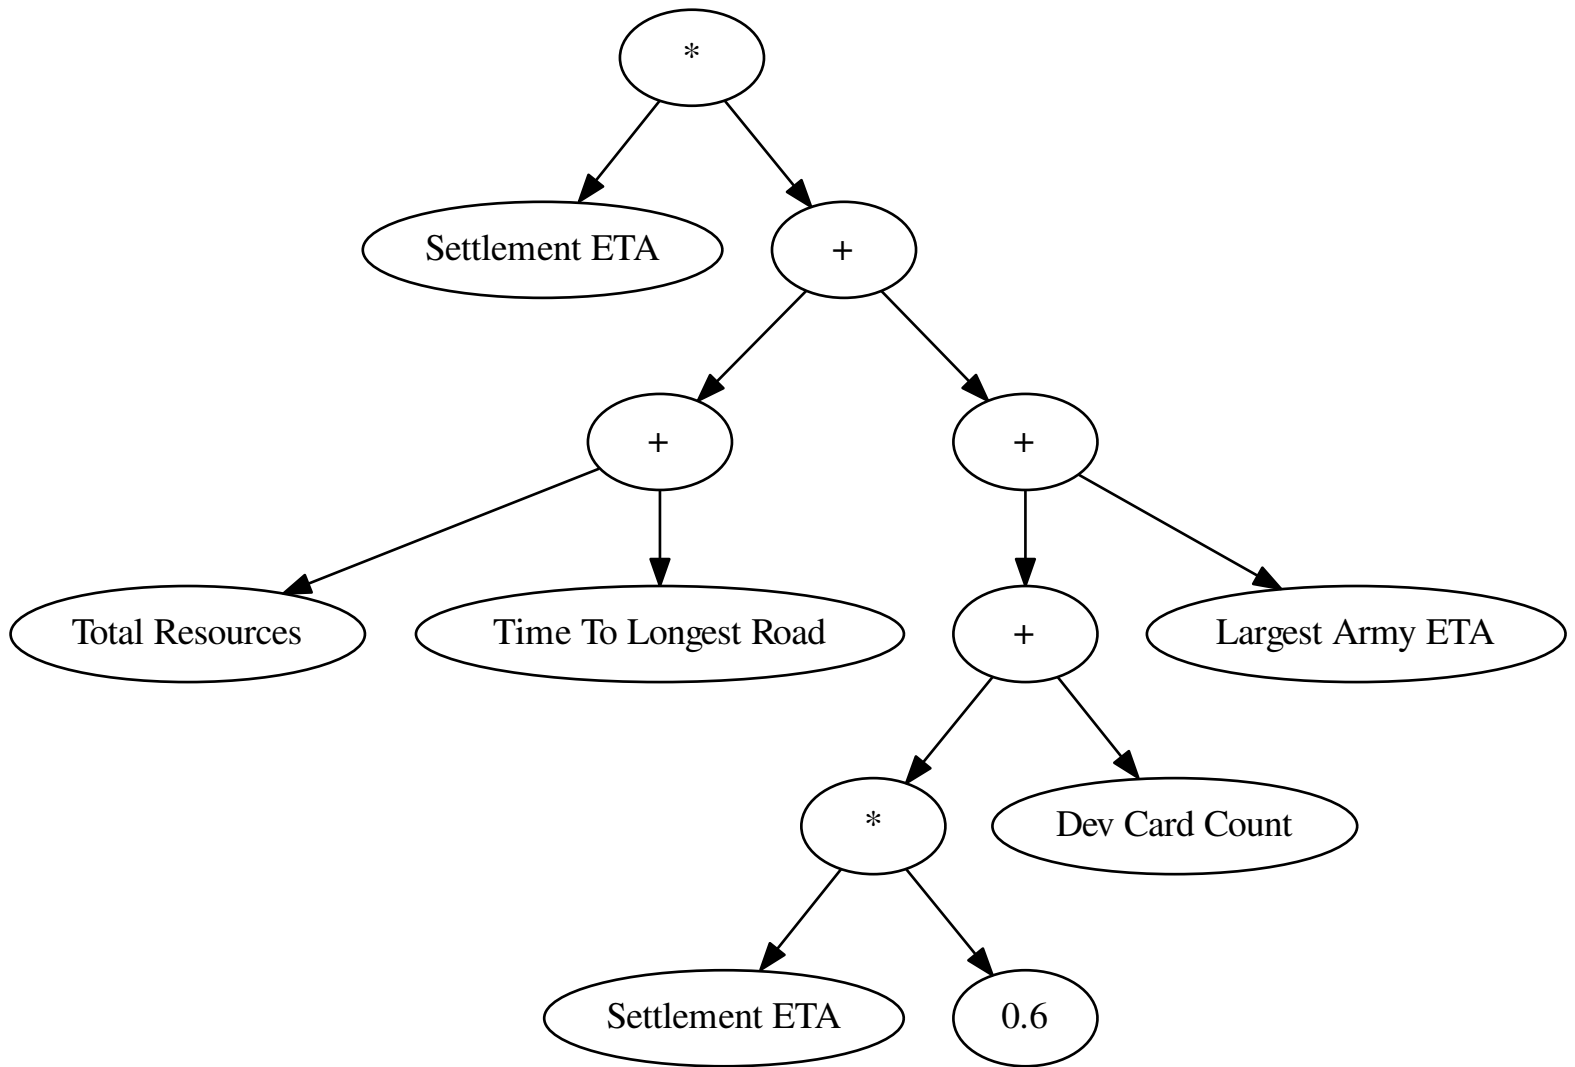 *
Settlement ETA
+
+
+
Total Resources
Time To Longest Road
+
Largest Army ETA
*
Dev Card Count
Settlement ETA
0.6